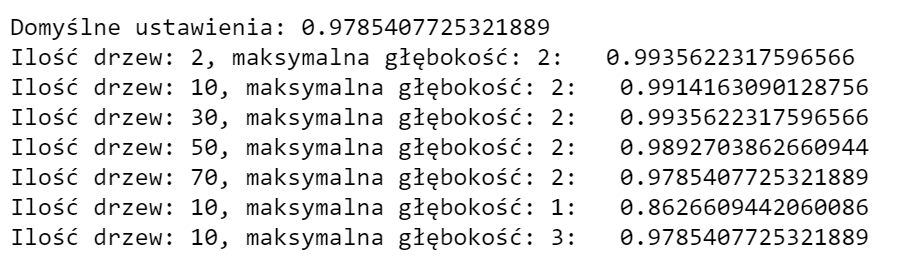 Domyślne ustawienia: 0.9785407725321889
Ilość drzew: 2, maksymalna głębokość: 2: 0.9935622317596566
Ilość drzew: 10, maksymalna głębokość: 2: 0.9914163090128756
Ilość drzew: 30, maksymalna głębokość: 2: 0.9935622317596566
Ilość drzew: 50, maksymalna głębokość: 2: 0.9892703862660944
Ilość drzew: 70, maksymalna głębokość: 2: 0.9785407725321889
Ilość drzew: 10, maksymalna głębokość: 1: 0.8626609442060086
Ilość drzew: 10, maksymalna głębokość: 3: 0.9785407725321889